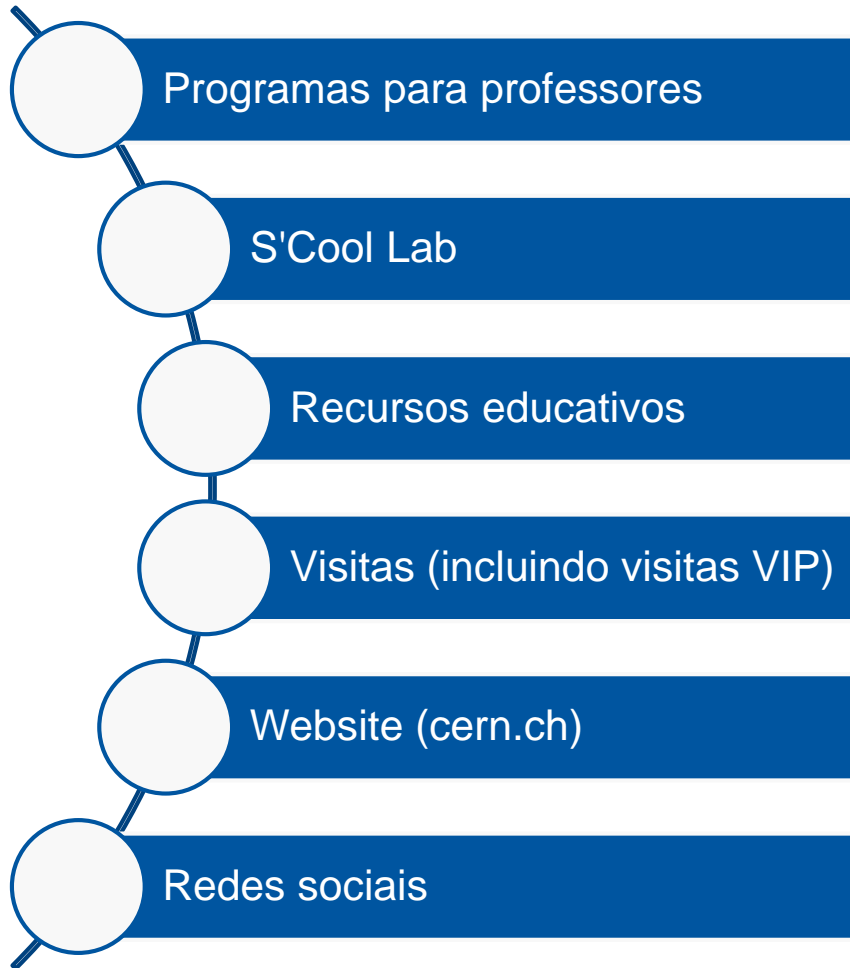 Programas para professores
S'Cool Lab
Recursos educativos
Visitas (incluindo visitas VIP)
Website (cern.ch)
Redes sociais